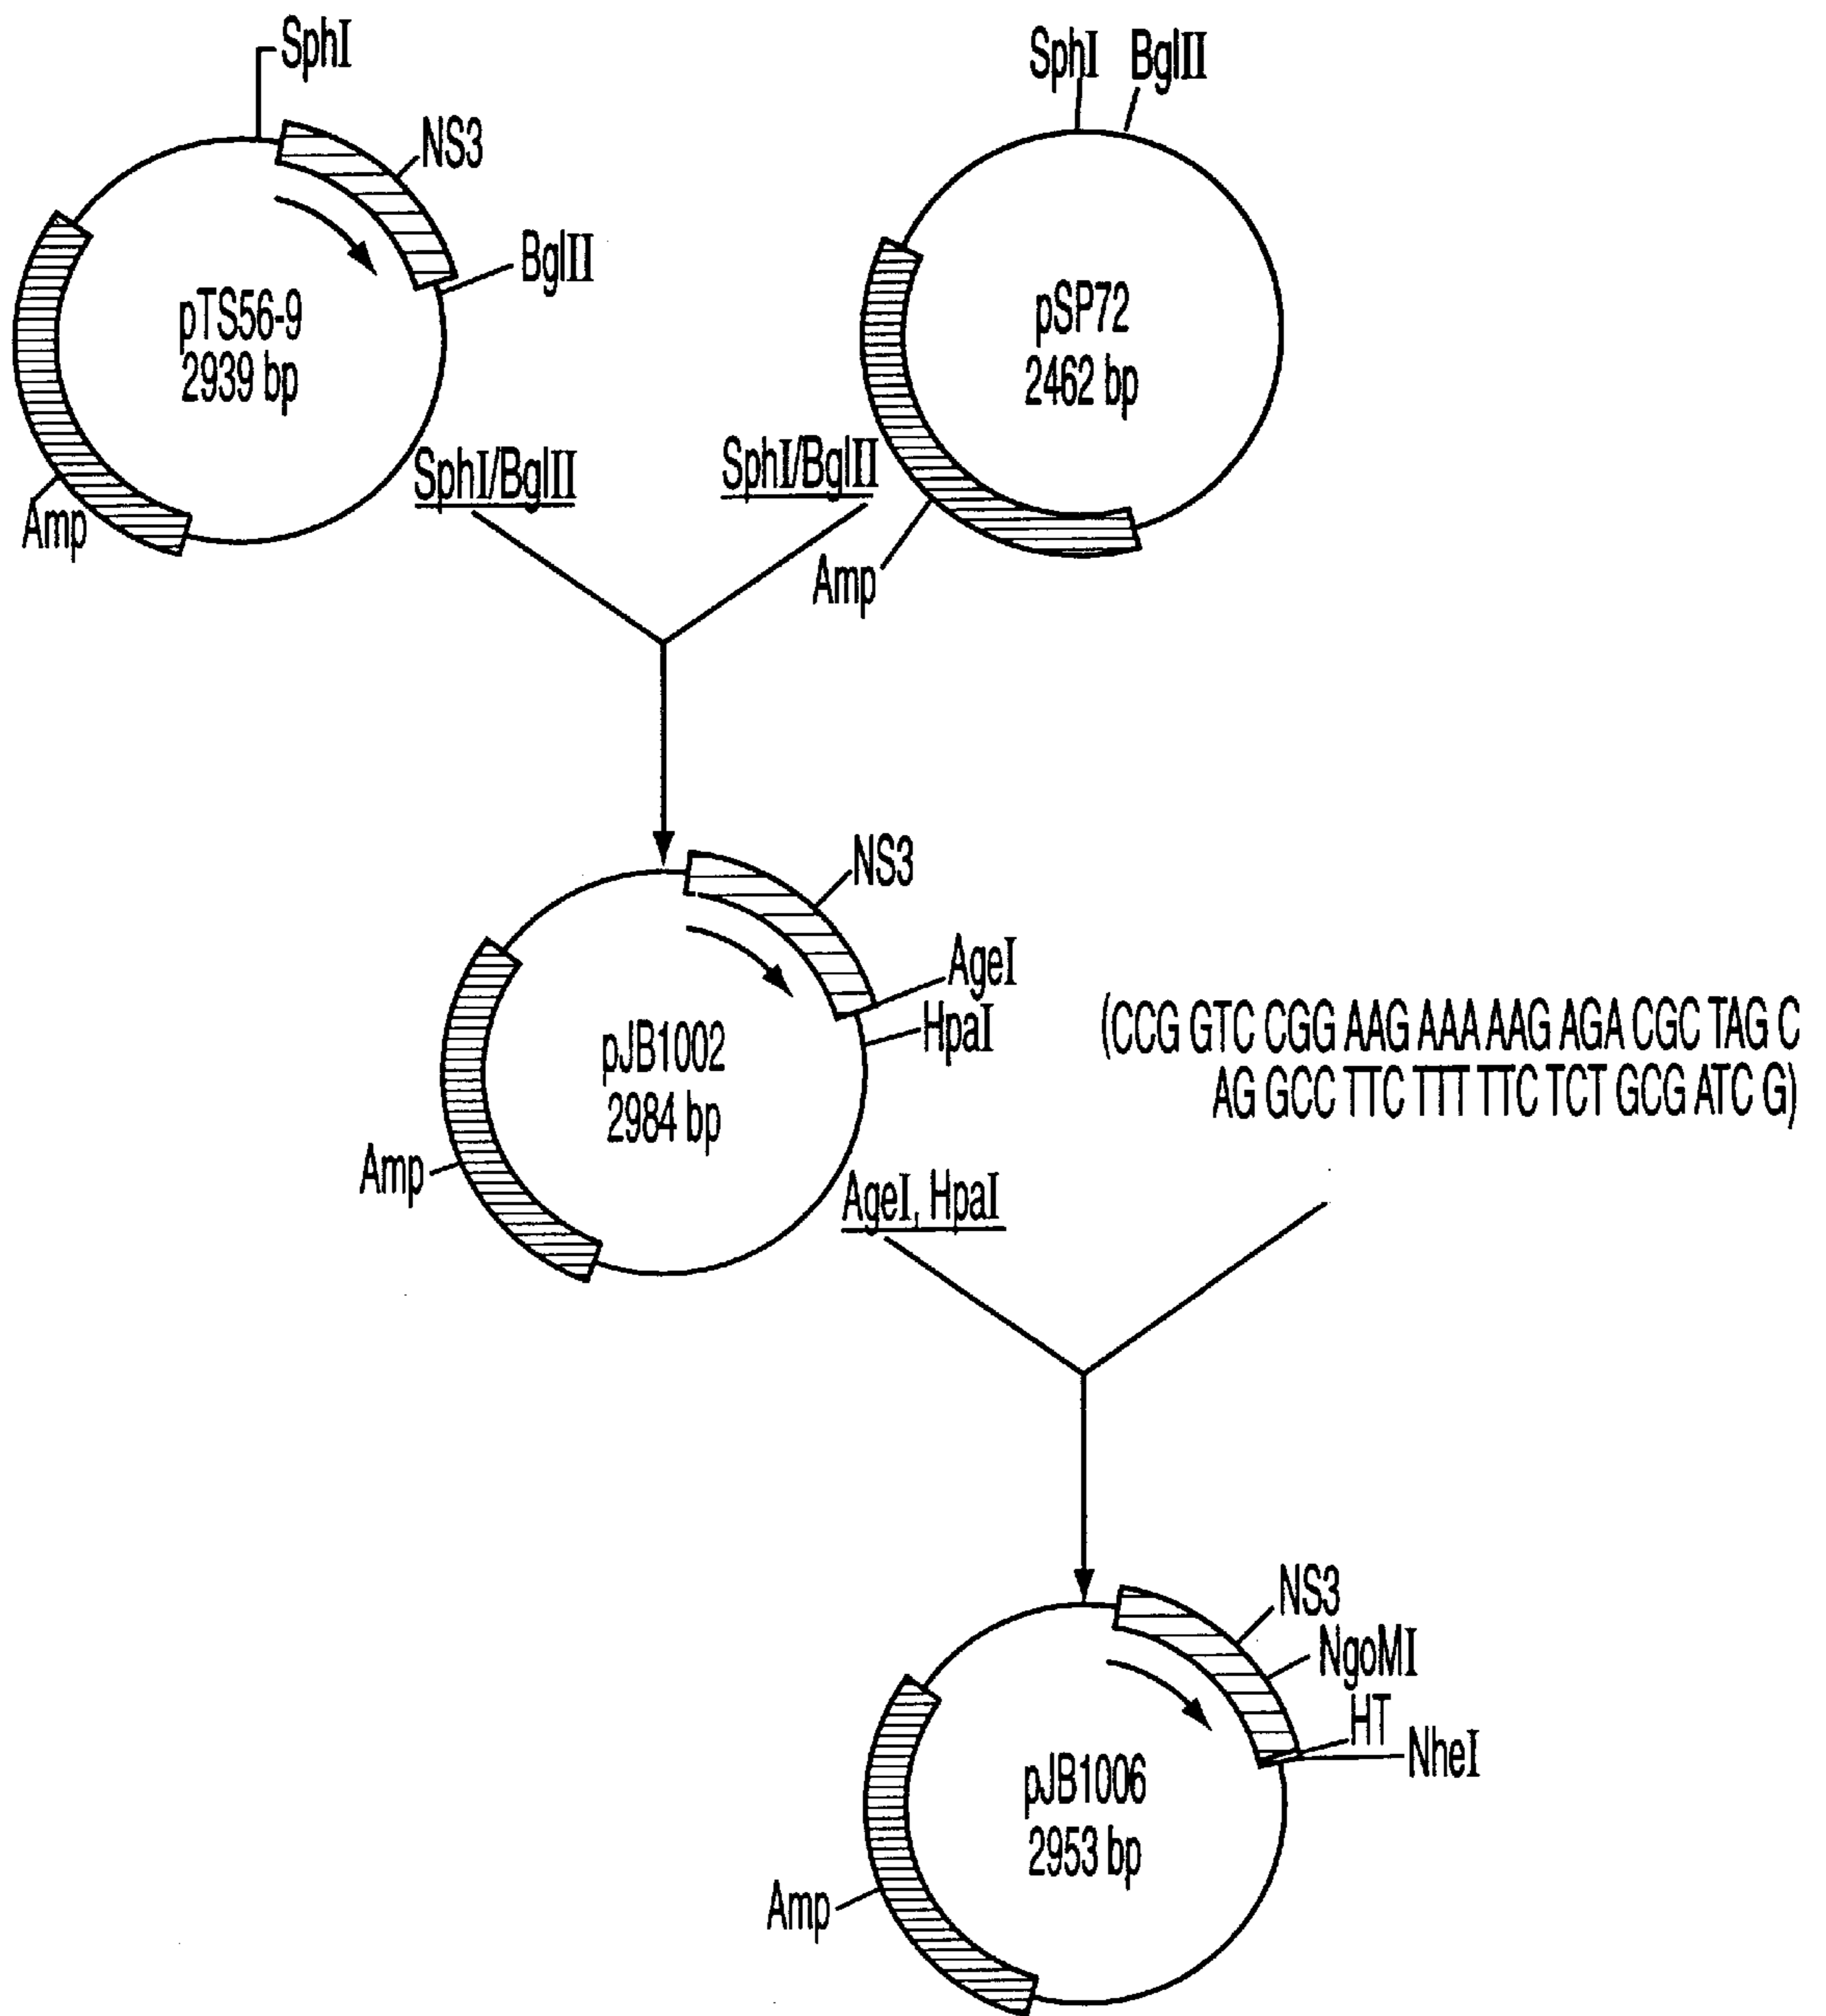 SphI
NS3
BglII
pTS56-9
2939 bp
Amp
SphI/BglII
SphI BglII
pSP72
2462 bp
SphI/BglII
Amp
NS3
AgeI
HpaI
pJB1002
2984 bp
Amp
AgeI, HpaI
(CCG GTC CGG AAG AAA AAG AGA CGC TAG C
AG GCC TTC TTT TTC TCT GCG ATC G)
NS3
NgoMI
HT
NheI
pJB1006
2953 bp
Amp